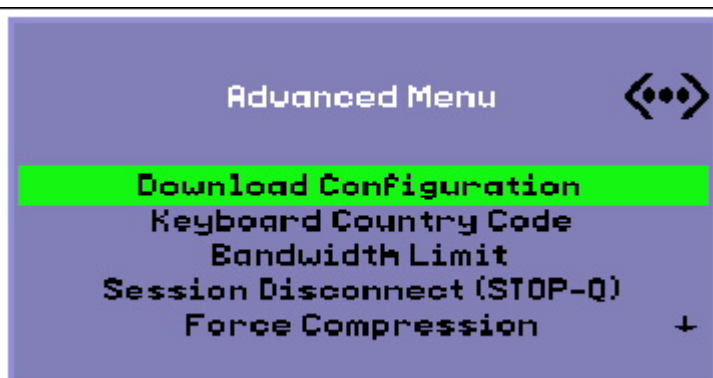 Advanced Menu
Download Configuration
Keyboard Country Code
Bandwidth Limit
Session Disconnect (STOP-Q)
Force Compression